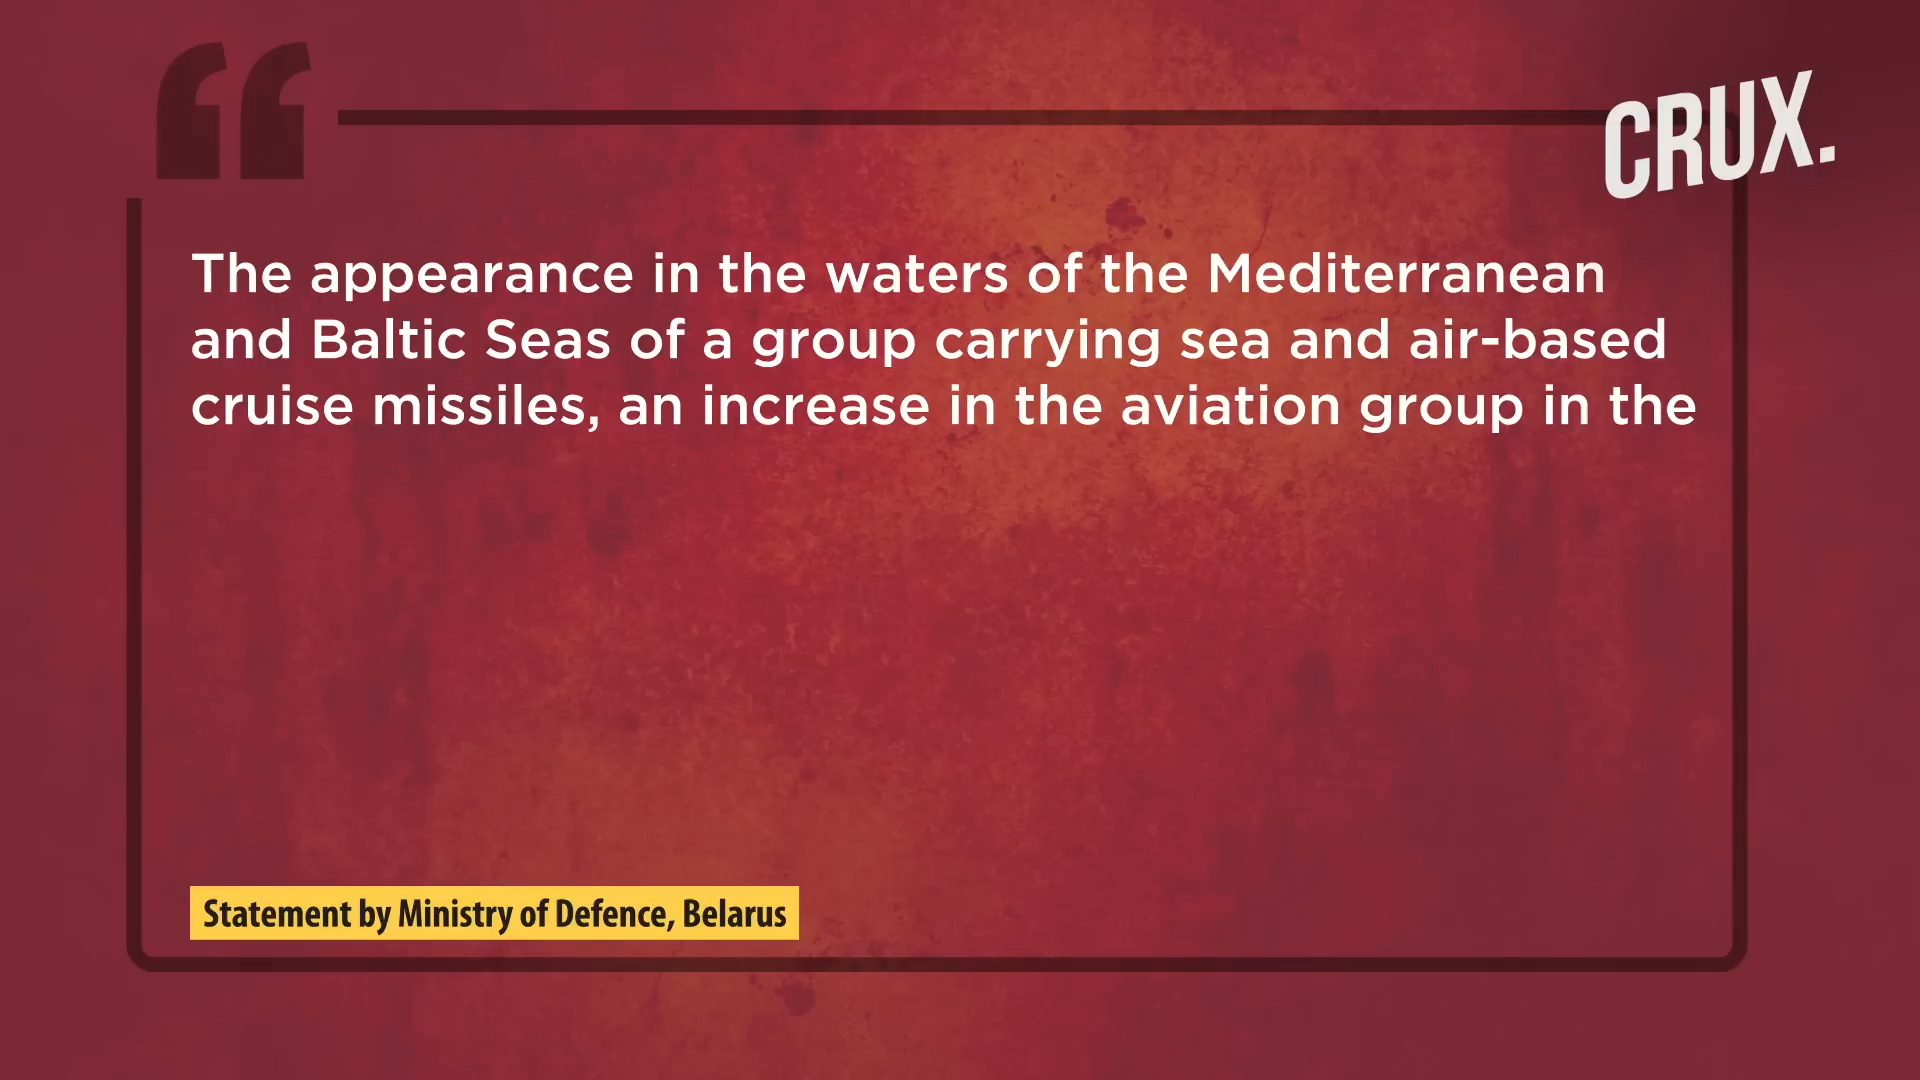 CRUX.
The appearance in the waters of the Mediterranean
and Baltic Seas of a group carrying sea and air-based
cruise missiles, an increase in the aviation group in the
Statement by Ministry of Defence, Belarus